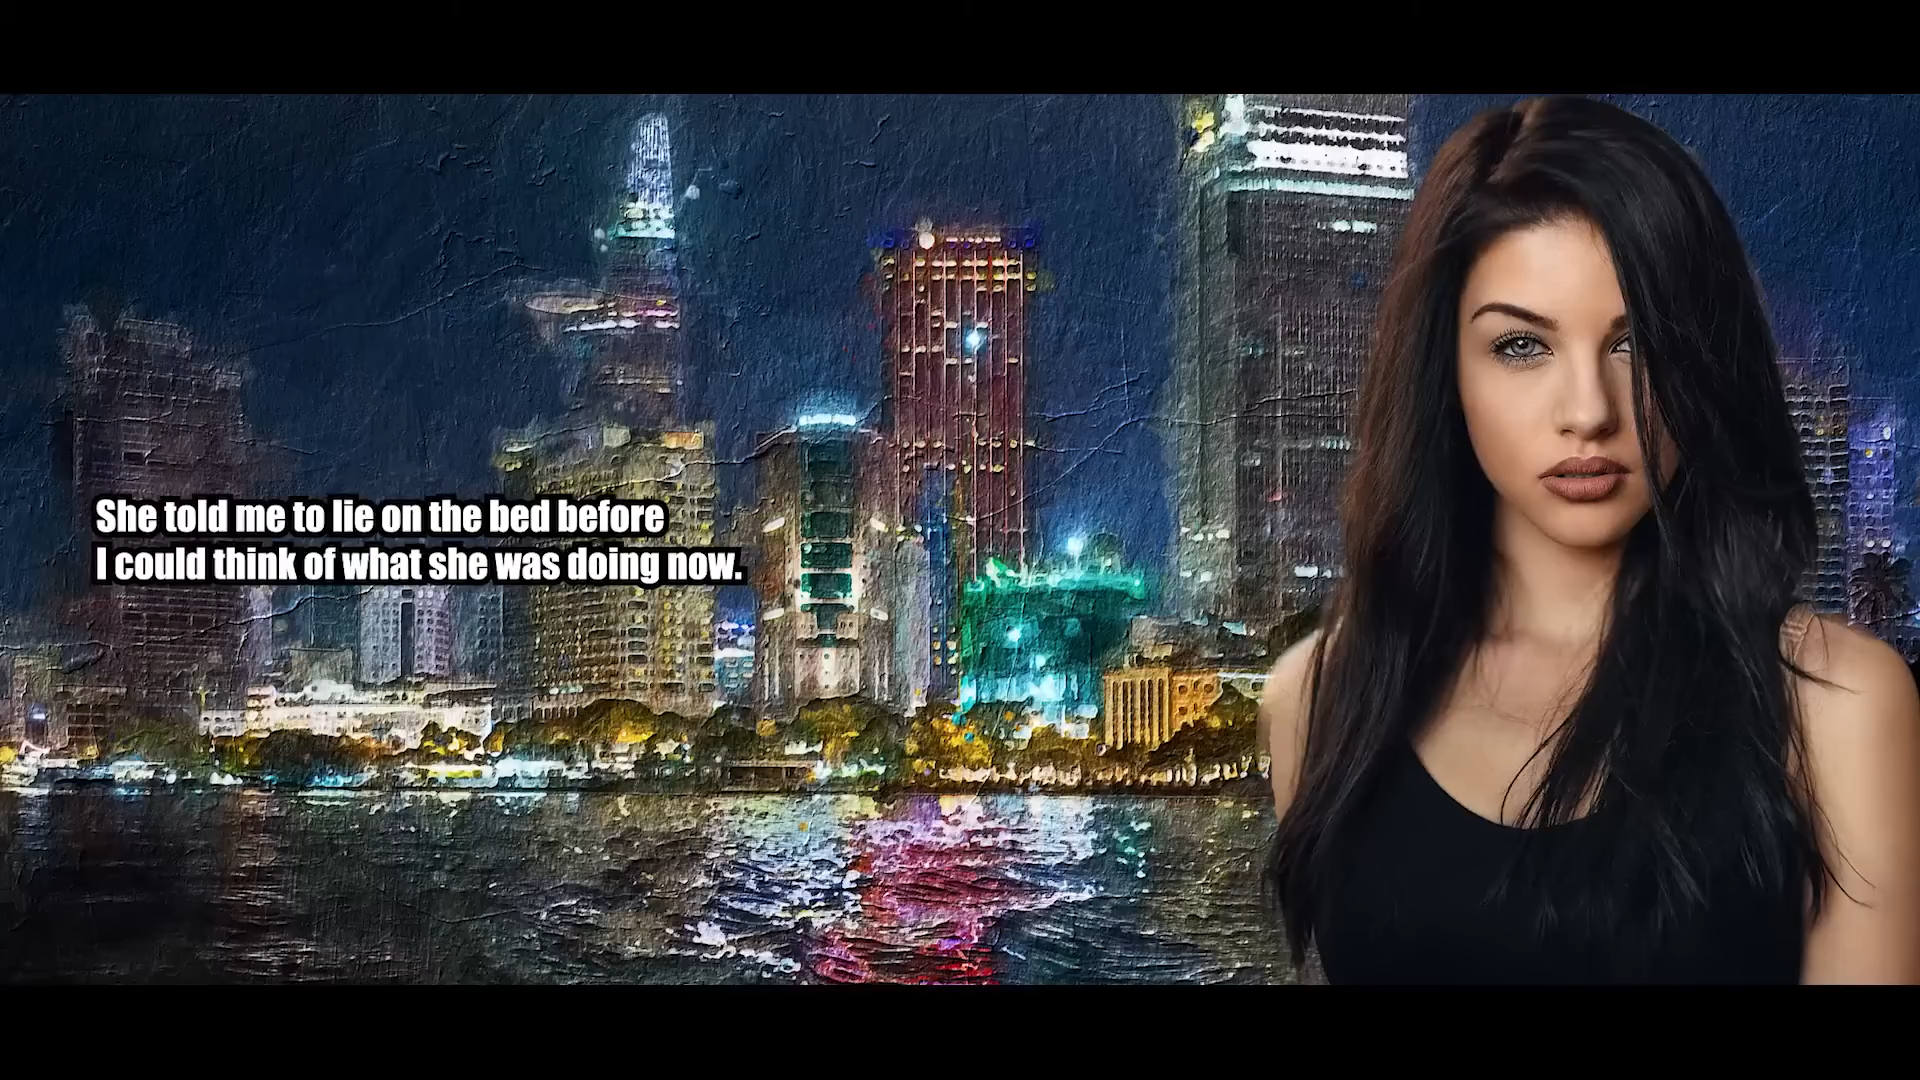 She told me to lie on the bed before
I could think of what she was doing now.